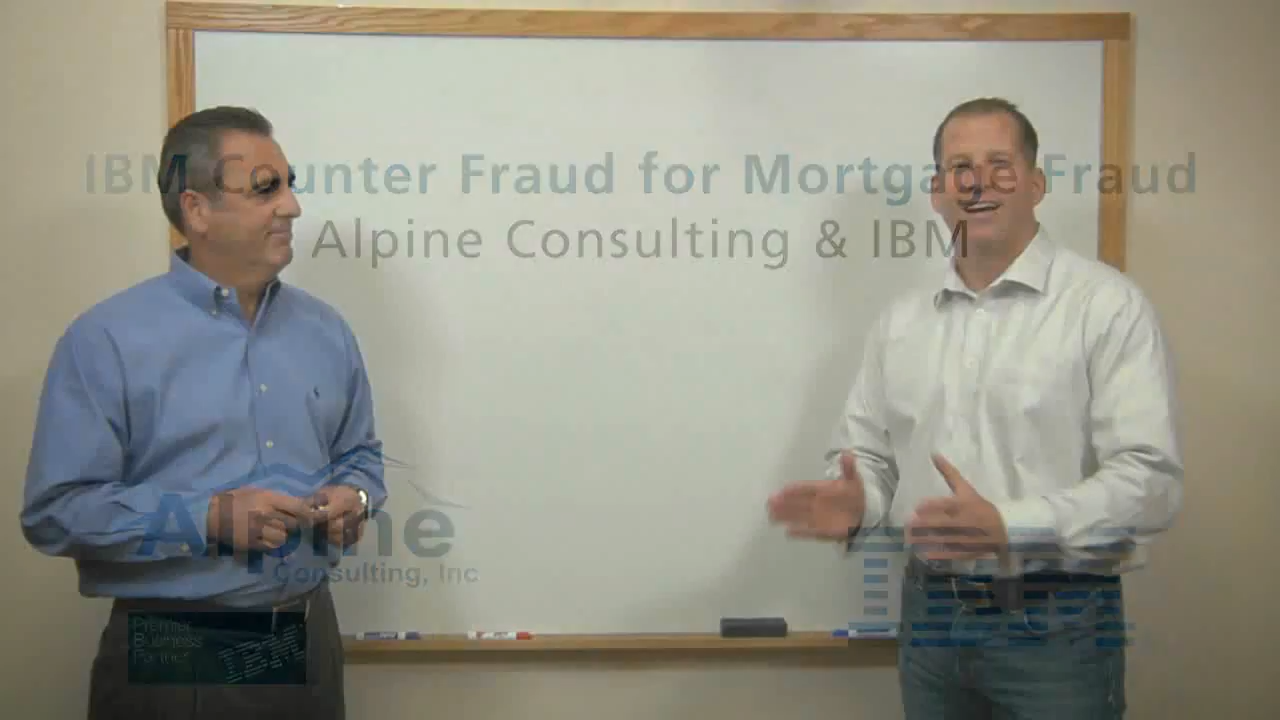 IBM Counter Fraud for Mortgage Fraud
Alpine Consulting & IBM
Alpine
Consulting, Inc
IBM
Premier
Business
Partner
IBM